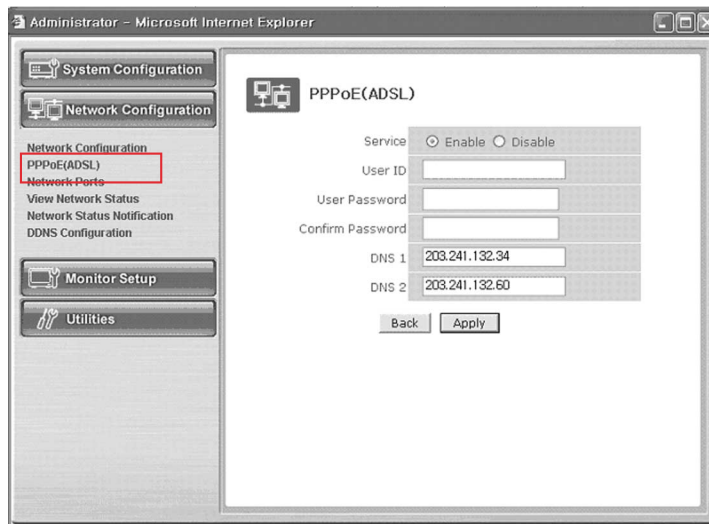 Administrator - Microsoft Internet Explorer
System Configuration
Network Configuration
Network Configuration
PPPoE(ADSL)
Network Ports
View Network Status
Network Status Notification
DDNS Configuration
Monitor Setup
Utilities
PPPoE(ADSL)
Service Enable Disable
User ID
User Password
Confirm Password
DNS 1 203.241.132.34
DNS 2 203.241.132.60
Back Apply